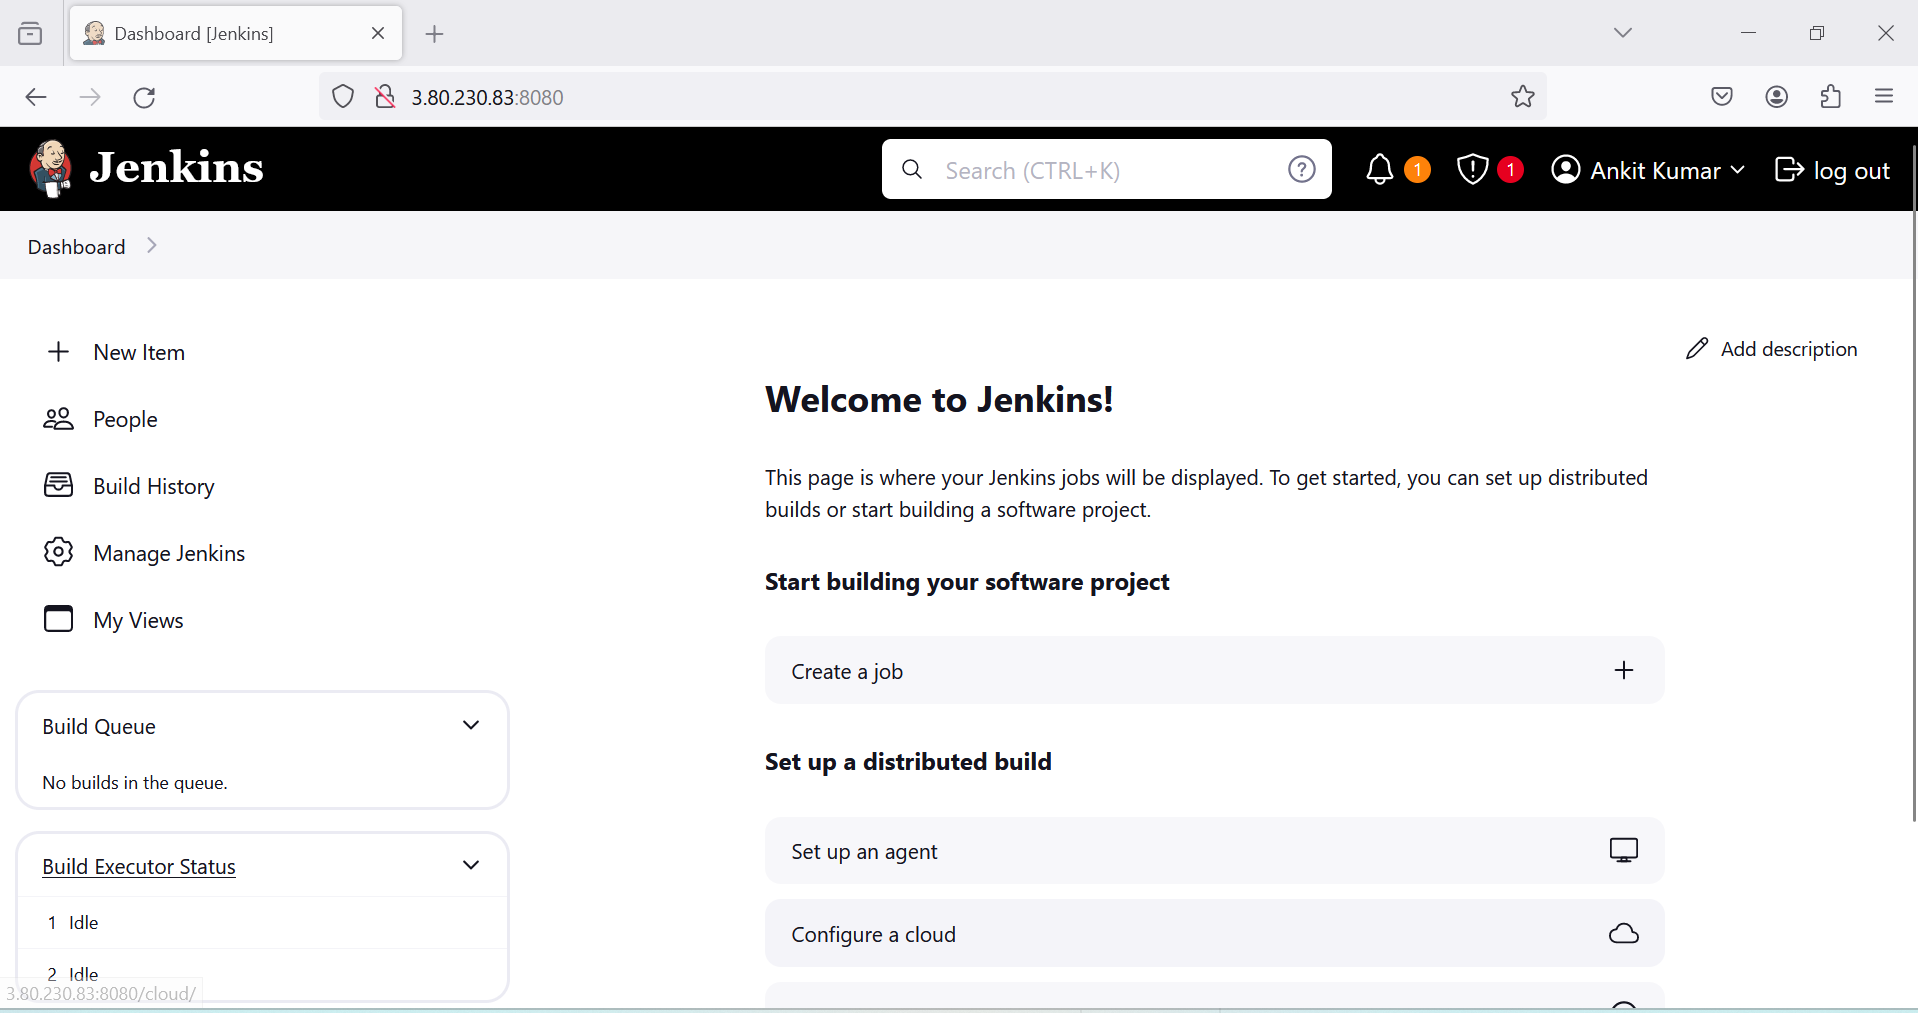 Dashboard [Jenkins]
3.80.230.83:8080
Jenkins
Search (CTRL+K)
1
1
Ankit Kumar
log out
Dashboard
New Item
People
Build History
Manage Jenkins
My Views
Build Queue
No builds in the queue.
Build Executor Status
1 Idle
2 Idle
3.80.230.83:8080/cloud/
Add description
Welcome to Jenkins!
This page is where your Jenkins jobs will be displayed. To get started, you can set up distributed
builds or start building a software project.
Start building your software project
Create a job
Set up a distributed build
Set up an agent
Configure a cloud